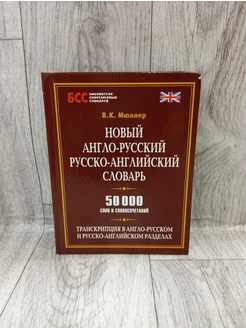 БСС БИБЛИОТЕКА
СОВРЕМЕННЫХ
СЛОВАРЕЙ
В.К. Мюллер
НОВЫЙ
АНГЛО-РУССКИЙ
РУССКО-АНГЛИЙСКИЙ
СЛОВАРЬ
50 000
СЛОВ И СЛОВОСОЧЕТАНИЙ
ТРАНСКРИПЦИЯ В АНГЛО-РУССКОМ
И РУССКО-АНГЛИЙСКОМ РАЗДЕЛАХ